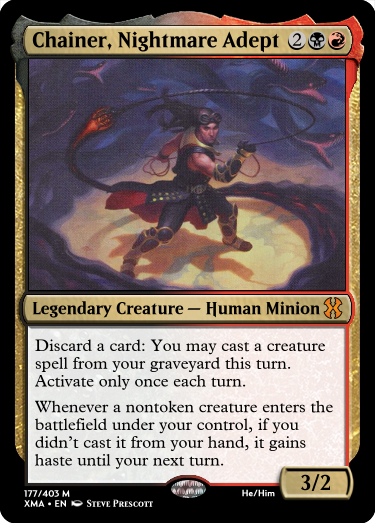 Chainer, Nightmare Adept 2
Legendary Creature — Human Minion
Discard a card: You may cast a creature
spell from your graveyard this turn.
Activate only once each turn.
Whenever a nontoken creature enters the
battlefield under your control, if you
didn't cast it from your hand, it gains
haste until your next turn.
3/2
177/403 M
XMA • EN Steve Prescott
He/Him